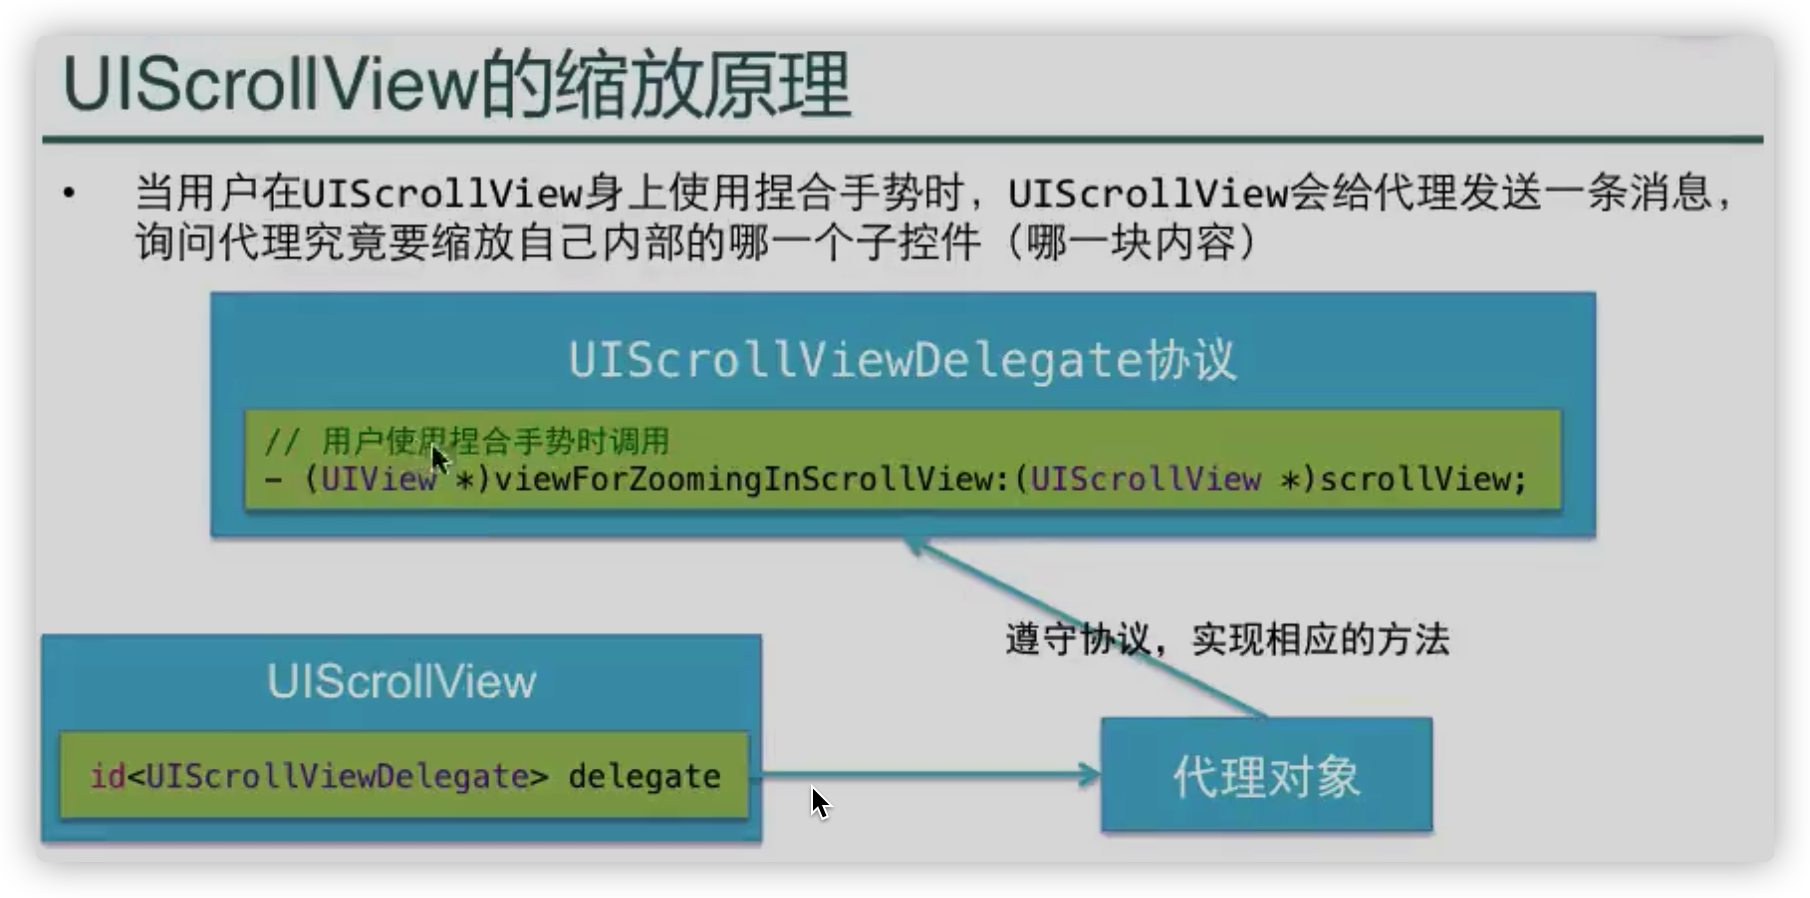 UIScrollView的缩放原理
• 当用户在UIScrollView身上使用捏合手势时，UIScrollView会给代理发送一条消息，
询问代理究竟要缩放自己内部的哪一个子控件（哪一块内容）
UIScrollViewDelegate协议
// 用户使用捏合手势时调用
- (UIView *)viewForZoomingInScrollView:(UIScrollView *)scrollView;
遵守协议，实现相应的方法
UIScrollView
id<UIScrollViewDelegate> delegate
代理对象